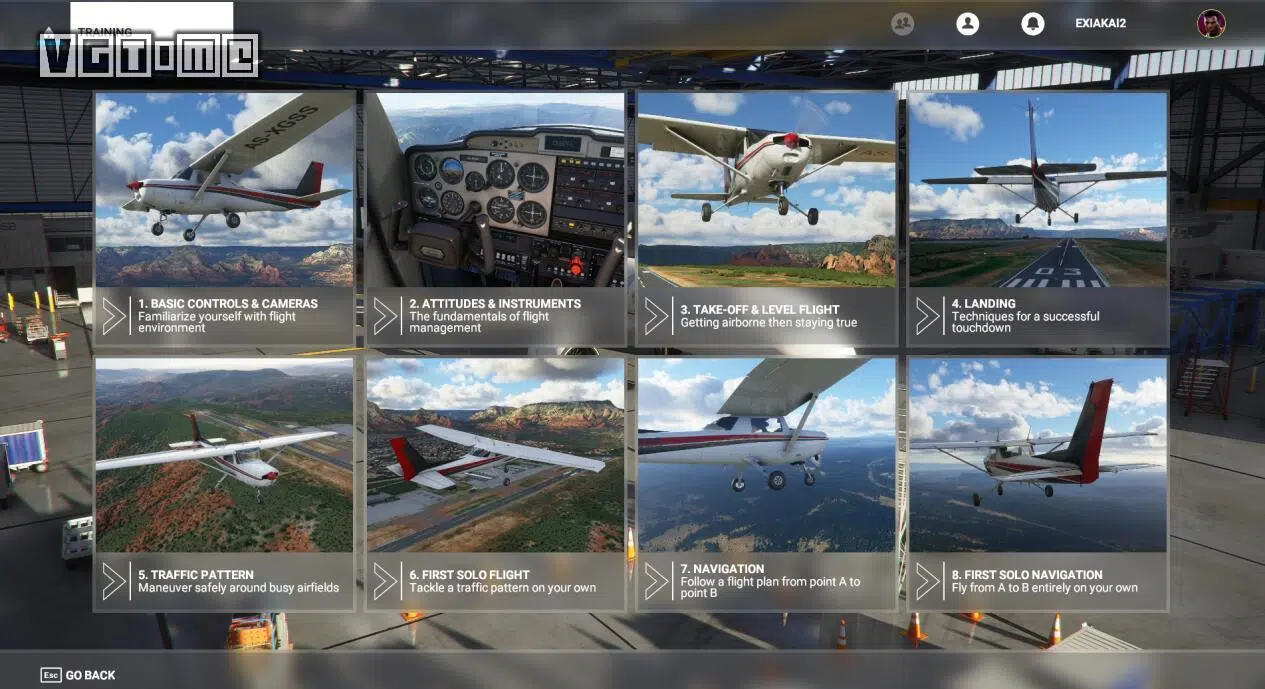 TRAINING
VGTIME
EXIAKAI2
AS-XGSS
1. BASIC CONTROLS & CAMERAS
Familiarize yourself with flight
environment
2. ATTITUDES & INSTRUMENTS
The fundamentals of flight
management
3. TAKE-OFF & LEVEL FLIGHT
Getting airborne then staying true
03
4. LANDING
Techniques for a successful
touchdown
5. TRAFFIC PATTERN
Maneuver safely around busy airfields
6. FIRST SOLO FLIGHT
Tackle a traffic pattern on your own
7. NAVIGATION
Follow a flight plan from point A to
point B
8. FIRST SOLO NAVIGATION
Fly from A to B entirely on your own
Esc GO BACK